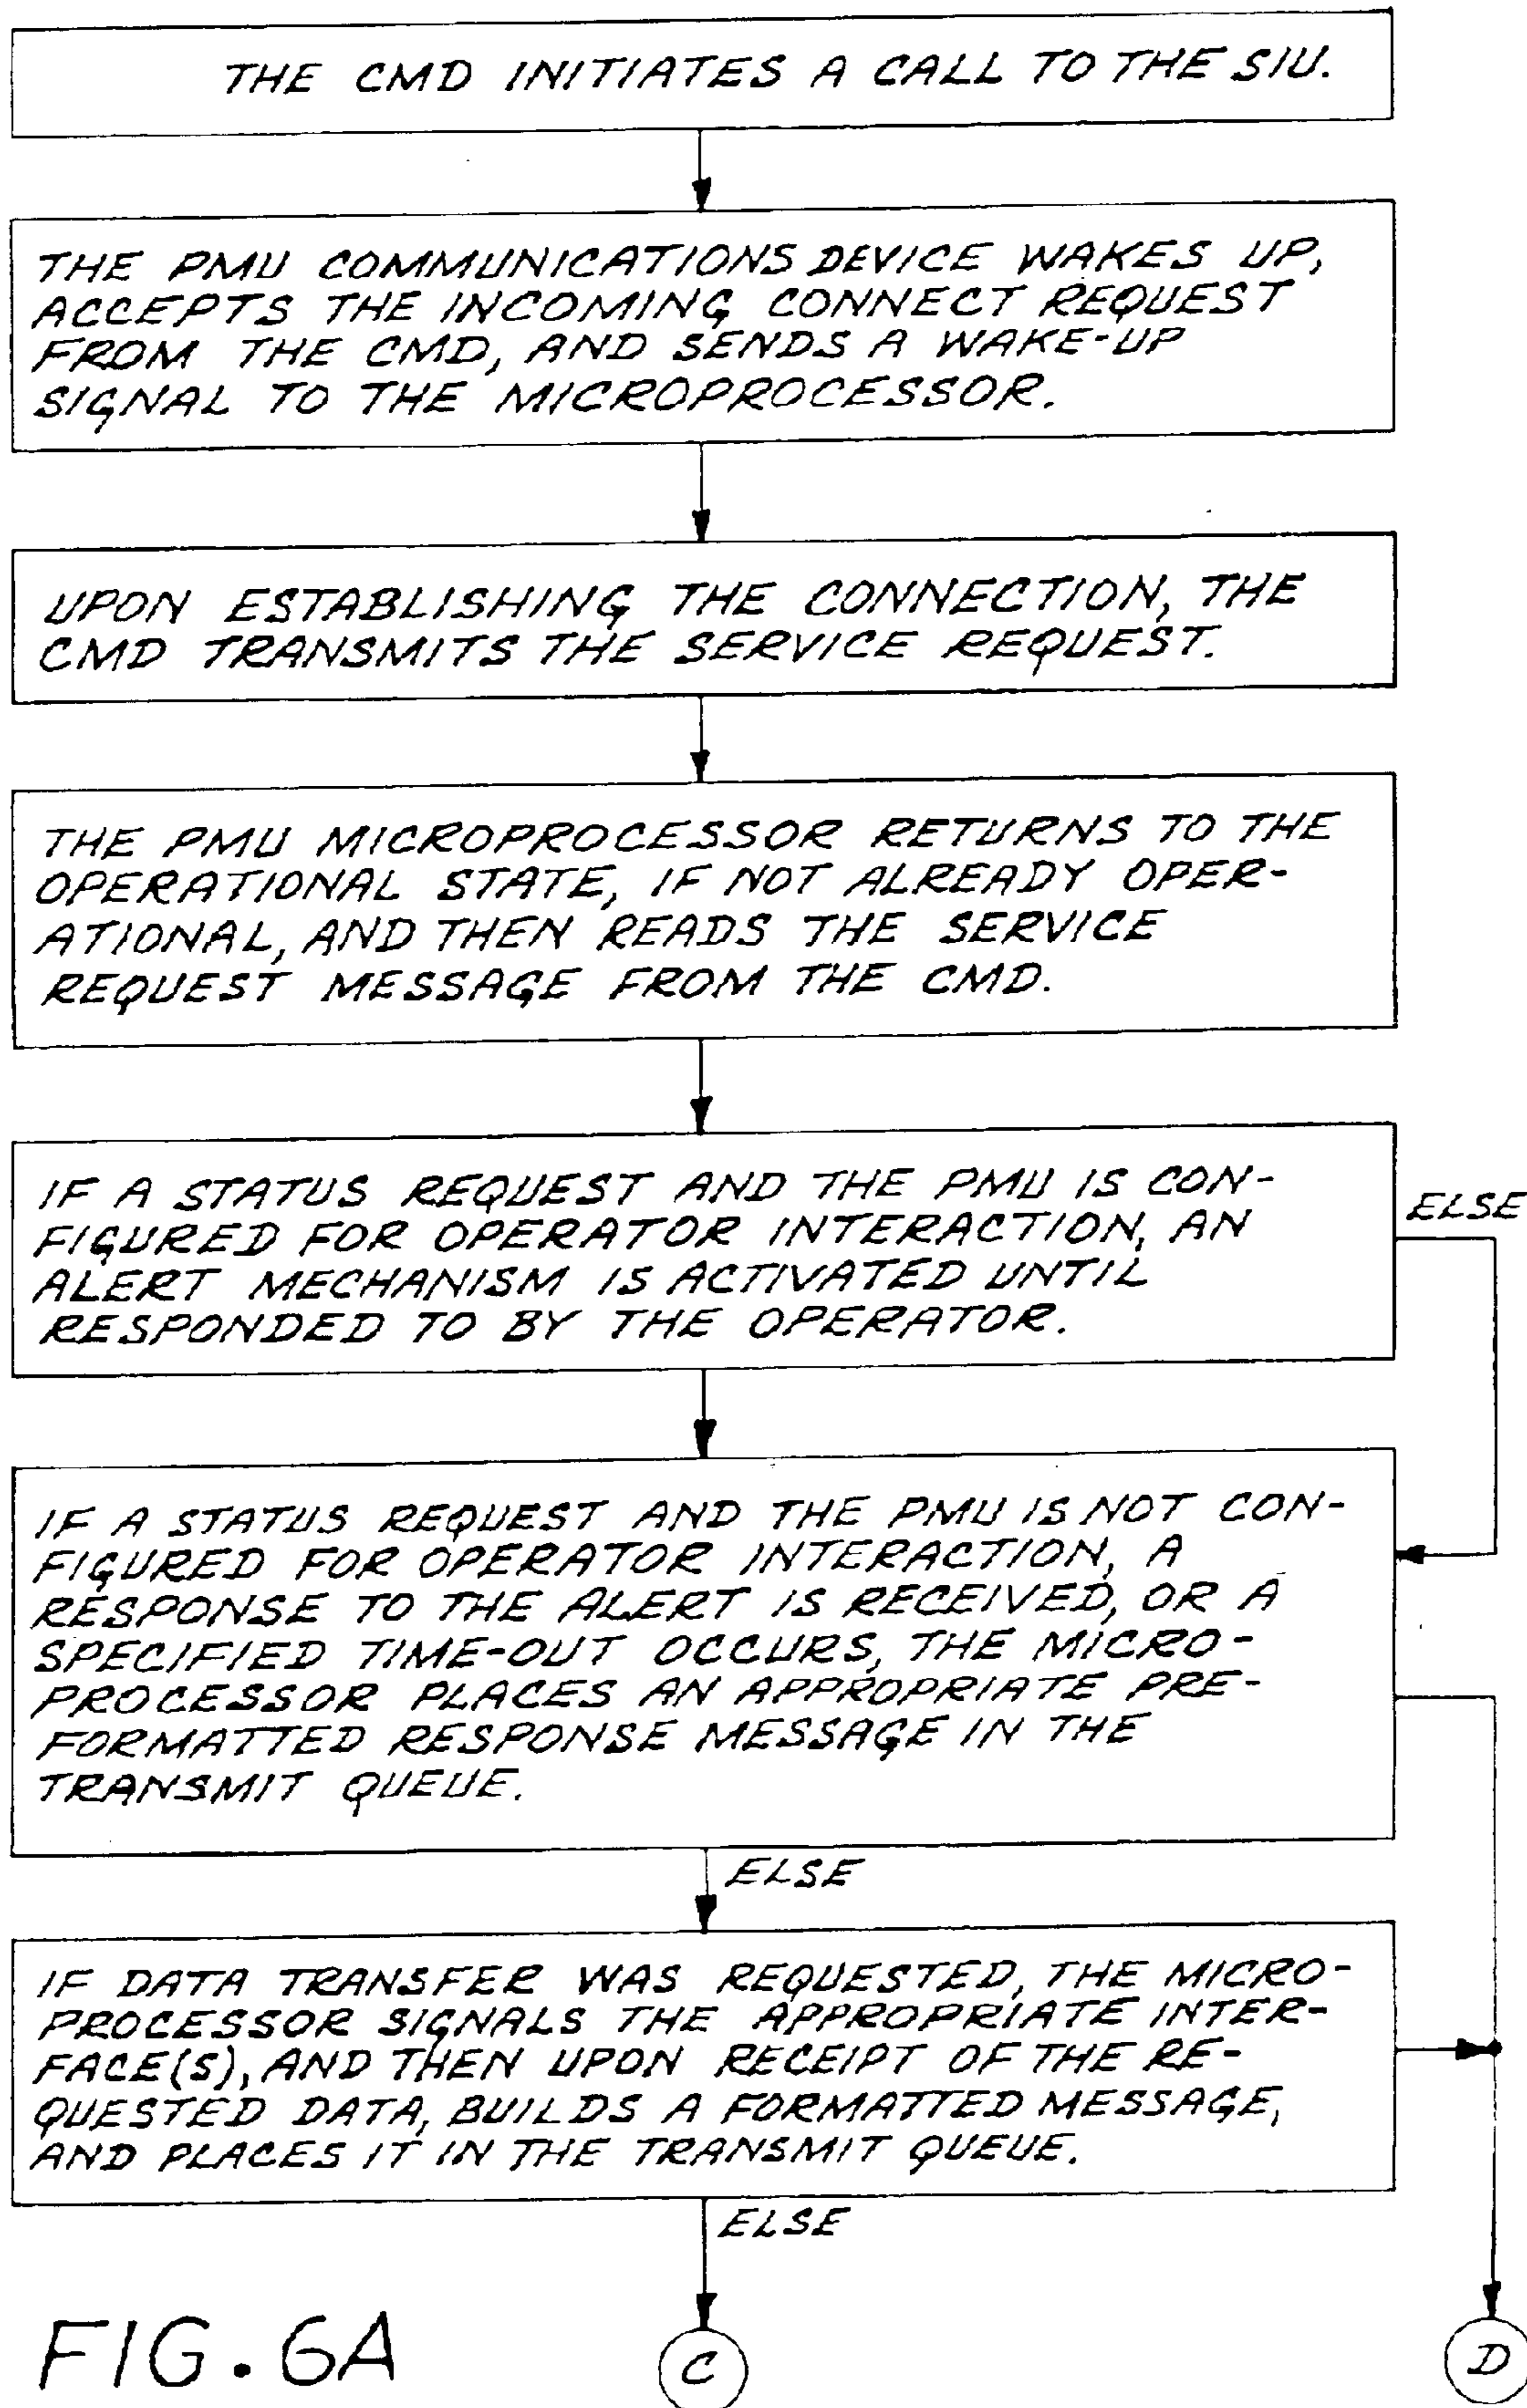 THE CMD INITIATES A CALL TO THE SIU.
THE PMU COMMUNICATIONS DEVICE WAKES UP,
ACCEPTS THE INCOMING CONNECT REQUEST
FROM THE CMD, AND SENDS A WAKE-UP
SIGNAL TO THE MICROPROCESSOR.
UPON ESTABLISHING THE CONNECTION, THE
CMD TRANSMITS THE SERVICE REQUEST.
THE PMU MICROPROCESSOR RETURNS TO THE
OPERATIONAL STATE, IF NOT ALREADY OPER-
ATIONAL, AND THEN READS THE SERVICE
REQUEST MESSAGE FROM THE CMD.
IF A STATUS REQUEST AND THE PMU IS CON-
FIGURED FOR OPERATOR INTERACTION, AN
ALERT MECHANISM IS ACTIVATED UNTIL
RESPONDED TO BY THE OPERATOR.
ELSE
IF A STATUS REQUEST AND THE PMU IS NOT CON-
FIGURED FOR OPERATOR INTERACTION, A
RESPONSE TO THE ALERT IS RECEIVED, OR A
SPECIFIED TIME-OUT OCCURS, THE MICRO-
PROCESSOR PLACES AN APPROPRIATE PRE-
FORMATTED RESPONSE MESSAGE IN THE
TRANSMIT QUEUE.
ELSE
IF DATA TRANSFER WAS REQUESTED, THE MICRO-
PROCESSOR SIGNALS THE APPROPRIATE INTER-
FACE(S), AND THEN UPON RECEIPT OF THE RE-
QUESTED DATA, BUILDS A FORMATTED MESSAGE,
AND PLACES IT IN THE TRANSMIT QUEUE.
ELSE
C
D
FIG. 6A